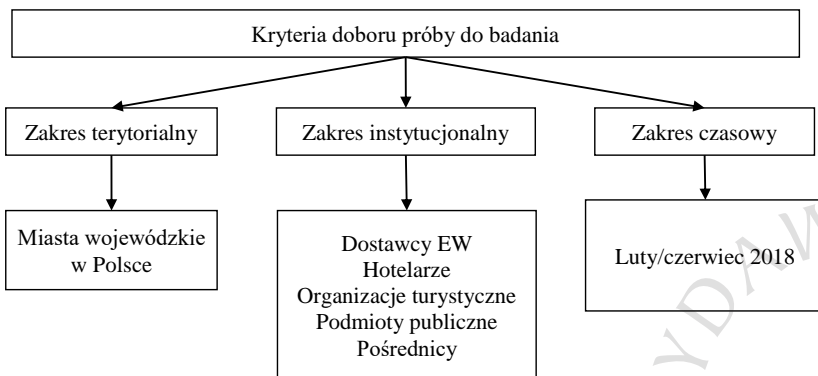 Kryteria doboru próby do badania
Zakres terytorialny
Zakres instytucjonalny
Zakres czasowy
Miasta wojewódzkie
w Polsce
Dostawcy EW
Hotelarze
Organizacje turystyczne
Podmioty publiczne
Pośrednicy
Luty/czerwiec 2018